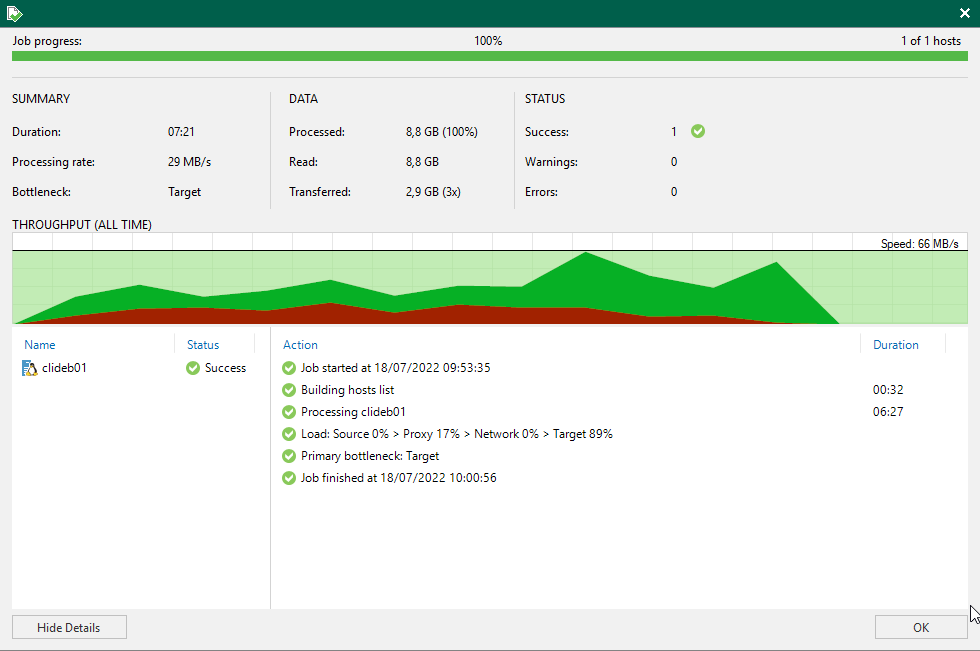 Job progress: 100% 1 of 1 hosts
SUMMARY DATA STATUS
Duration: 07:21 Processed: 8,8 GB (100%) Success: 1
Processing rate: 29 MB/s Read: 8,8 GB Warnings: 0
Bottleneck: Target Transferred: 2,9 GB (3x) Errors: 0
THROUGHPUT (ALL TIME)
Speed: 66 MB/s
Name Status Action Duration
clideb01 Success Job started at 18/07/2022 09:53:35
Building hosts list 00:32
Processing clideb01 06:27
Load: Source 0% > Proxy 17% > Network 0% > Target 89%
Primary bottleneck: Target
Job finished at 18/07/2022 10:00:56
Hide Details OK